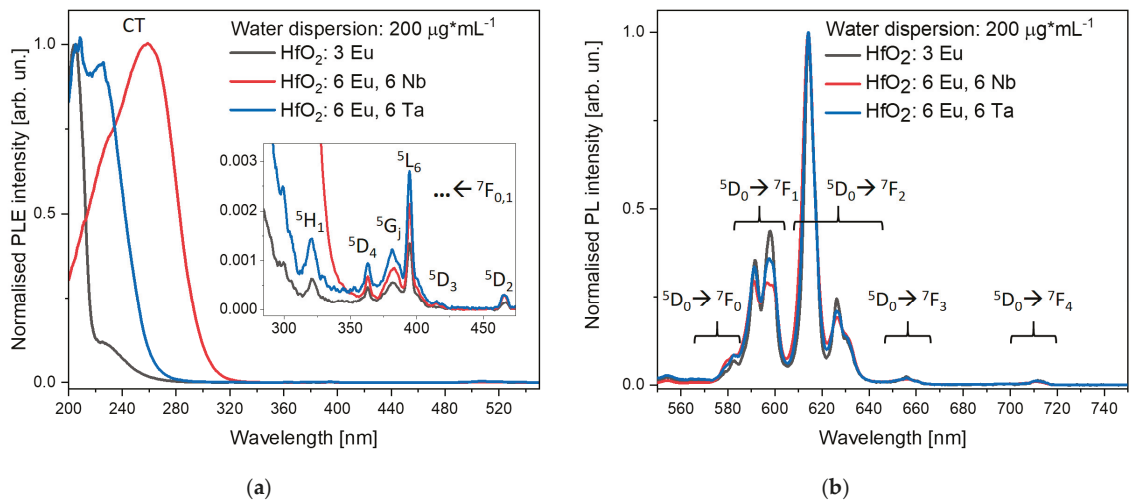 CT
Water dispersion: 200 μg*mL⁻¹
HfO₂: 3 Eu
HfO₂: 6 Eu, 6 Nb
HfO₂: 6 Eu, 6 Ta
Normalised PLE intensity [arb. un.]
1.0
0.5
0.0
0.003
0.002
0.001
0.000
⁵H₁
⁵D₄
⁵Gⱼ
⁵L₆
... ← ⁷F₀,₁
⁵D₃
⁵D₂
300 350 400 450
200 240 280 320 360 400 440 480 520
Wavelength [nm]
(a)
Water dispersion: 200 μg*mL⁻¹
HfO₂: 3 Eu
HfO₂: 6 Eu, 6 Nb
HfO₂: 6 Eu, 6 Ta
Normalised PL intensity [arb. un.]
1.0
0.5
0.0
⁵D₀→⁷F₁ ⁵D₀→⁷F₂
⁵D₀→⁷F₀ ⁵D₀→⁷F₃ ⁵D₀→⁷F₄
560 580 600 620 640 660 680 700 720 740
Wavelength [nm]
(b)